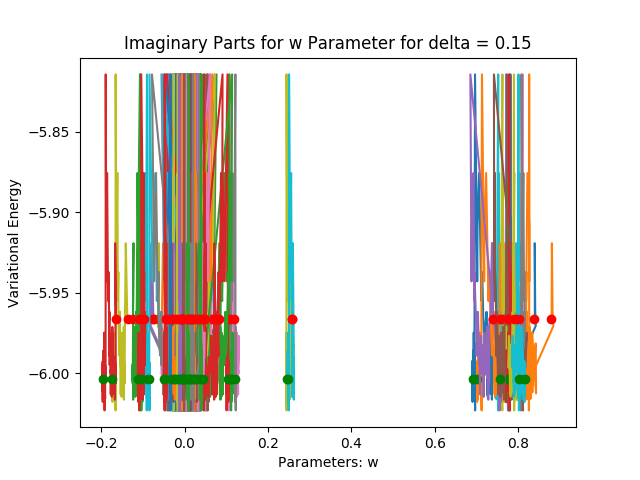 Imaginary Parts for w Parameter for delta = 0.15
Variational Energy
−5.85
−5.90
−5.95
−6.00
−0.2 0.0 0.2 0.4 0.6 0.8
Parameters: w